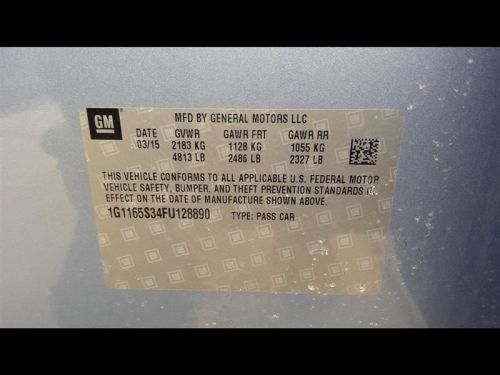 GM
MFD BY GENERAL MOTORS LLC
DATE GVWR GAWR FRT GAWR RR
03/15 2183 KG 1128 KG 1055 KG
4813 LB 2486 LB 2327 LB
THIS VEHICLE CONFORMS TO ALL APPLICABLE U.S. FEDERAL MOTOR
VEHICLE SAFETY, BUMPER, AND THEFT PREVENTION STANDARDS IN
EFFECT ON THE DATE OF MANUFACTURE SHOWN ABOVE.
1G1165S34FU128890 TYPE: PASS CAR